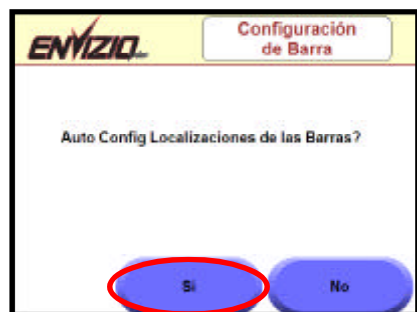 ENVIZIO
Configuración
de Barra
Auto Config Localizaciones de las Barras?
Si
No